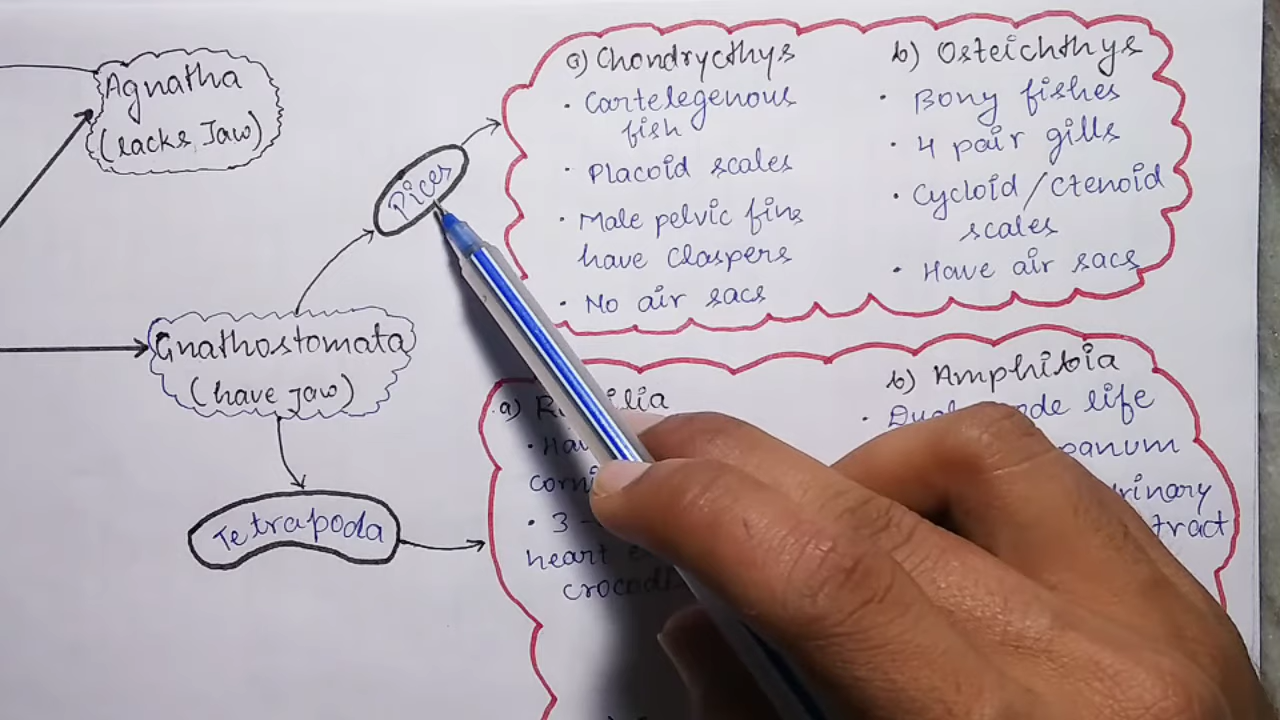 Agnatha
(lacks Jaw)
Pices
Gnathostomata
(have jaw)
Tetrapoda
a) Chondrycthys
· Cartelegenous
fish
· Placoid scales
· Male pelvic fins
have Claspers
· No air sacs
b) Osteichthys
· Bony fishes
· 4 pair gills
· Cycloid/Ctenoid
scales
· Have air sacs
a)
· 3
heart
b) Amphibia
· life